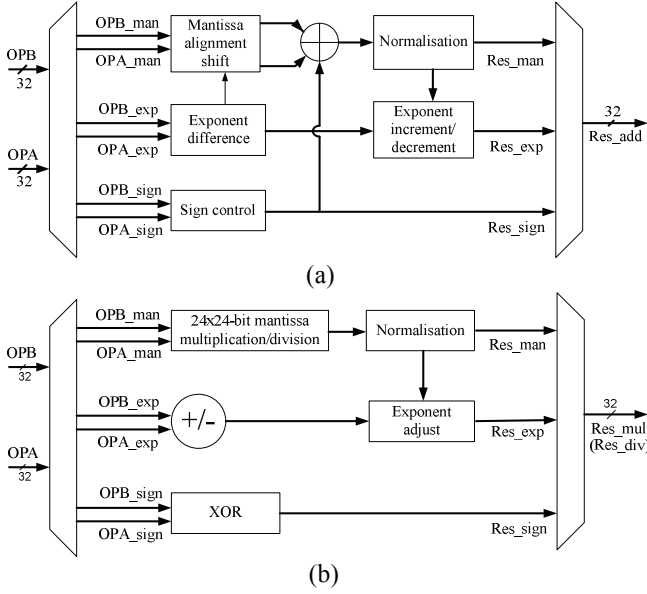 OPB
32
OPA
32
OPB_man
OPA_man
OPB_exp
OPA_exp
OPB_sign
OPA_sign
Mantissa
alignment
shift
Exponent
difference
Sign control
Normalisation
Exponent
increment/
decrement
Res_man
Res_exp
Res_sign
32
Res_add
(a)
OPB
32
OPA
32
OPB_man
OPA_man
OPB_exp
OPA_exp
OPB_sign
OPA_sign
24x24-bit mantissa
multiplication/division
+/-
XOR
Normalisation
Exponent
adjust
Res_man
Res_exp
Res_sign
32
Res_mul
(Res_div)
(b)